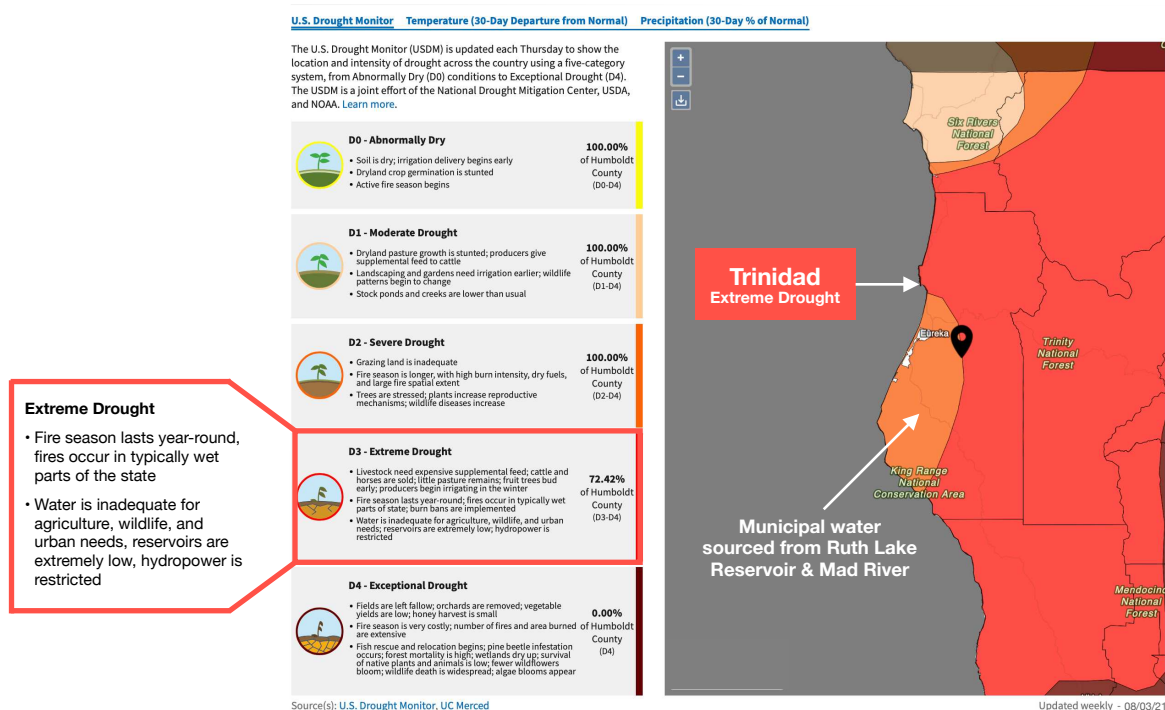 U.S. Drought Monitor Temperature (30-Day Departure from Normal) Precipitation (30-Day % of Normal)
The U.S. Drought Monitor (USDM) is updated each Thursday to show the
location and intensity of drought across the country using a five-category
system, from Abnormally Dry (D0) conditions to Exceptional Drought (D4).
The USDM is a joint effort of the National Drought Mitigation Center, USDA,
and NOAA. Learn more.
D0 - Abnormally Dry
• Soil is dry; irrigation delivery begins early
• Dryland crop germination is stunted
• Active fire season begins
100.00%
of Humboldt
County
(D0-D4)
D1 - Moderate Drought
• Dryland pasture growth is stunted; producers give
supplemental feed to cattle
• Landscaping and gardens need irrigation earlier; wildlife
patterns begin to change
• Stock ponds and creeks are lower than usual
100.00%
of Humboldt
County
(D1-D4)
D2 - Severe Drought
• Grazing land is inadequate
• Fire season is longer, with high burn intensity, dry fuels,
and large fire spatial extent
• Trees are stressed; plants increase reproductive
mechanisms; wildlife diseases increase
100.00%
of Humboldt
County
(D2-D4)
D3 - Extreme Drought
• Livestock need expensive supplemental feed; cattle and
horses are sold; little pasture remains; fruit trees bud
early; producers begin irrigating in the winter
• Fire season lasts year-round; fires occur in typically wet
parts of state; burn bans are implemented
• Water is inadequate for agriculture, wildlife, and urban
needs; reservoirs are extremely low; hydropower is
restricted
72.42%
of Humboldt
County
(D3-D4)
D4 - Exceptional Drought
• Fields are left fallow; orchards are removed; vegetable
yields are low; honey harvest is small
• Fire season is very costly; number of fires and area burned
are extensive
• Fish rescue and relocation begins; pine beetle infestation
occurs; forest mortality is high; wetlands dry up; survival
of native plants and animals is low; fewer wildflowers
bloom; wildlife death is widespread; algae blooms appear
0.00%
of Humboldt
County
(D4)
Source(s): U.S. Drought Monitor, UC Merced
Extreme Drought
• Fire season lasts year-round,
fires occur in typically wet
parts of the state
• Water is inadequate for
agriculture, wildlife, and
urban needs, reservoirs are
extremely low, hydropower is
restricted
+
−
Six Rivers
National
Forest
Trinidad
Extreme Drought
Eureka
Trinity
National
Forest
King Range
National
Conservation Area
Municipal water
sourced from Ruth Lake
Reservoir & Mad River
Mendocino
National
Forest
Updated weekly - 08/03/21